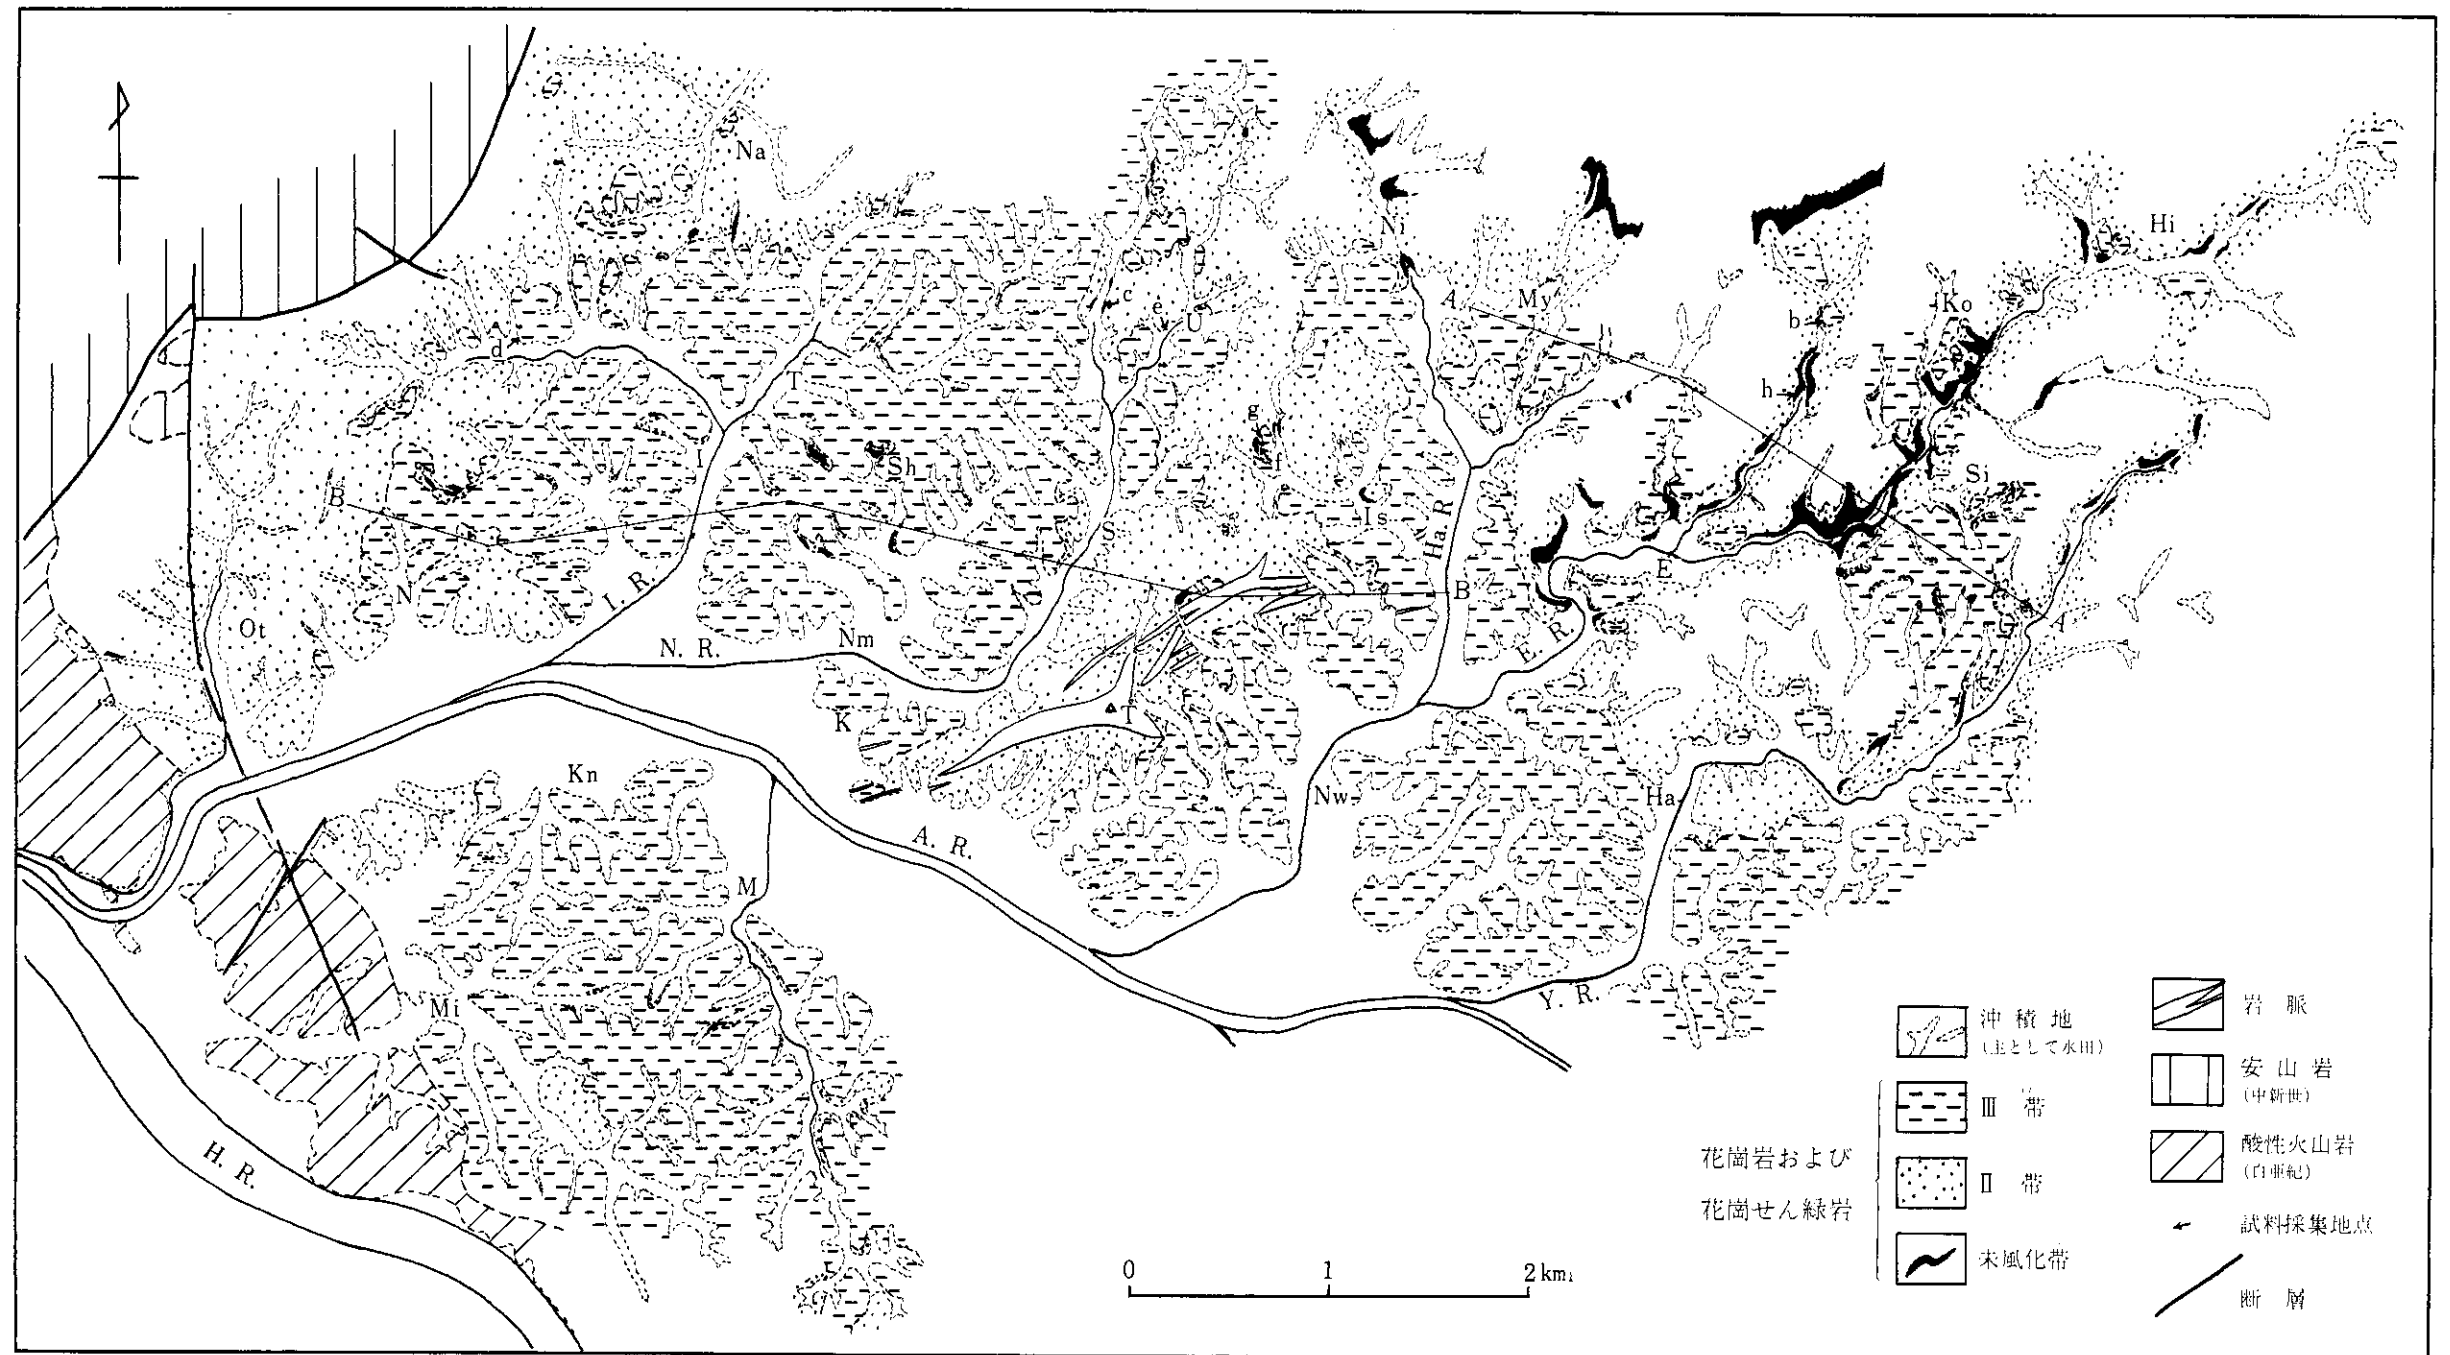 Na
Ni
Hi
A
My
Ko
c
e
U
b
d
h
T
g
I
Sh
f
Si
B
Is
S
G
Ha. R.
E
N
I. R.
B
G
A
Ot
N. R.
Nm
E. R.
K
T
Kn
Nw
Ha
A. R.
M
Mi
Y. R.
H. R.
0 1 2 km
沖積地
(主として水田)
花崗岩および
花崗せん緑岩
Ⅲ 帯
Ⅱ 帯
未風化帯
岩脈
安山岩
(中新世)
酸性火山岩
(白亜紀)
試料採集地点
断層